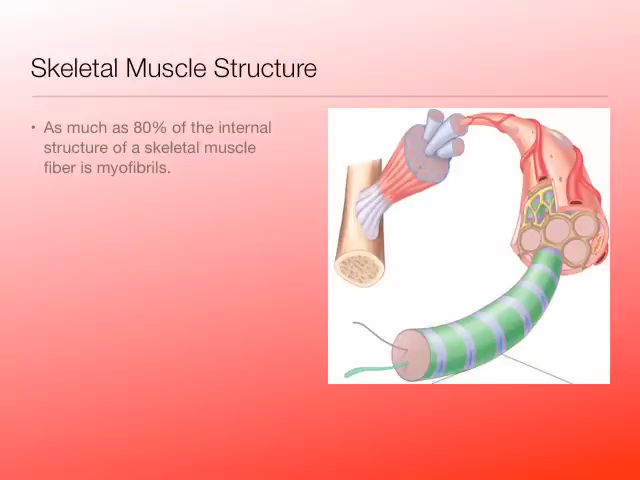 Skeletal Muscle Structure
• As much as 80% of the internal
structure of a skeletal muscle
fiber is myofibrils.